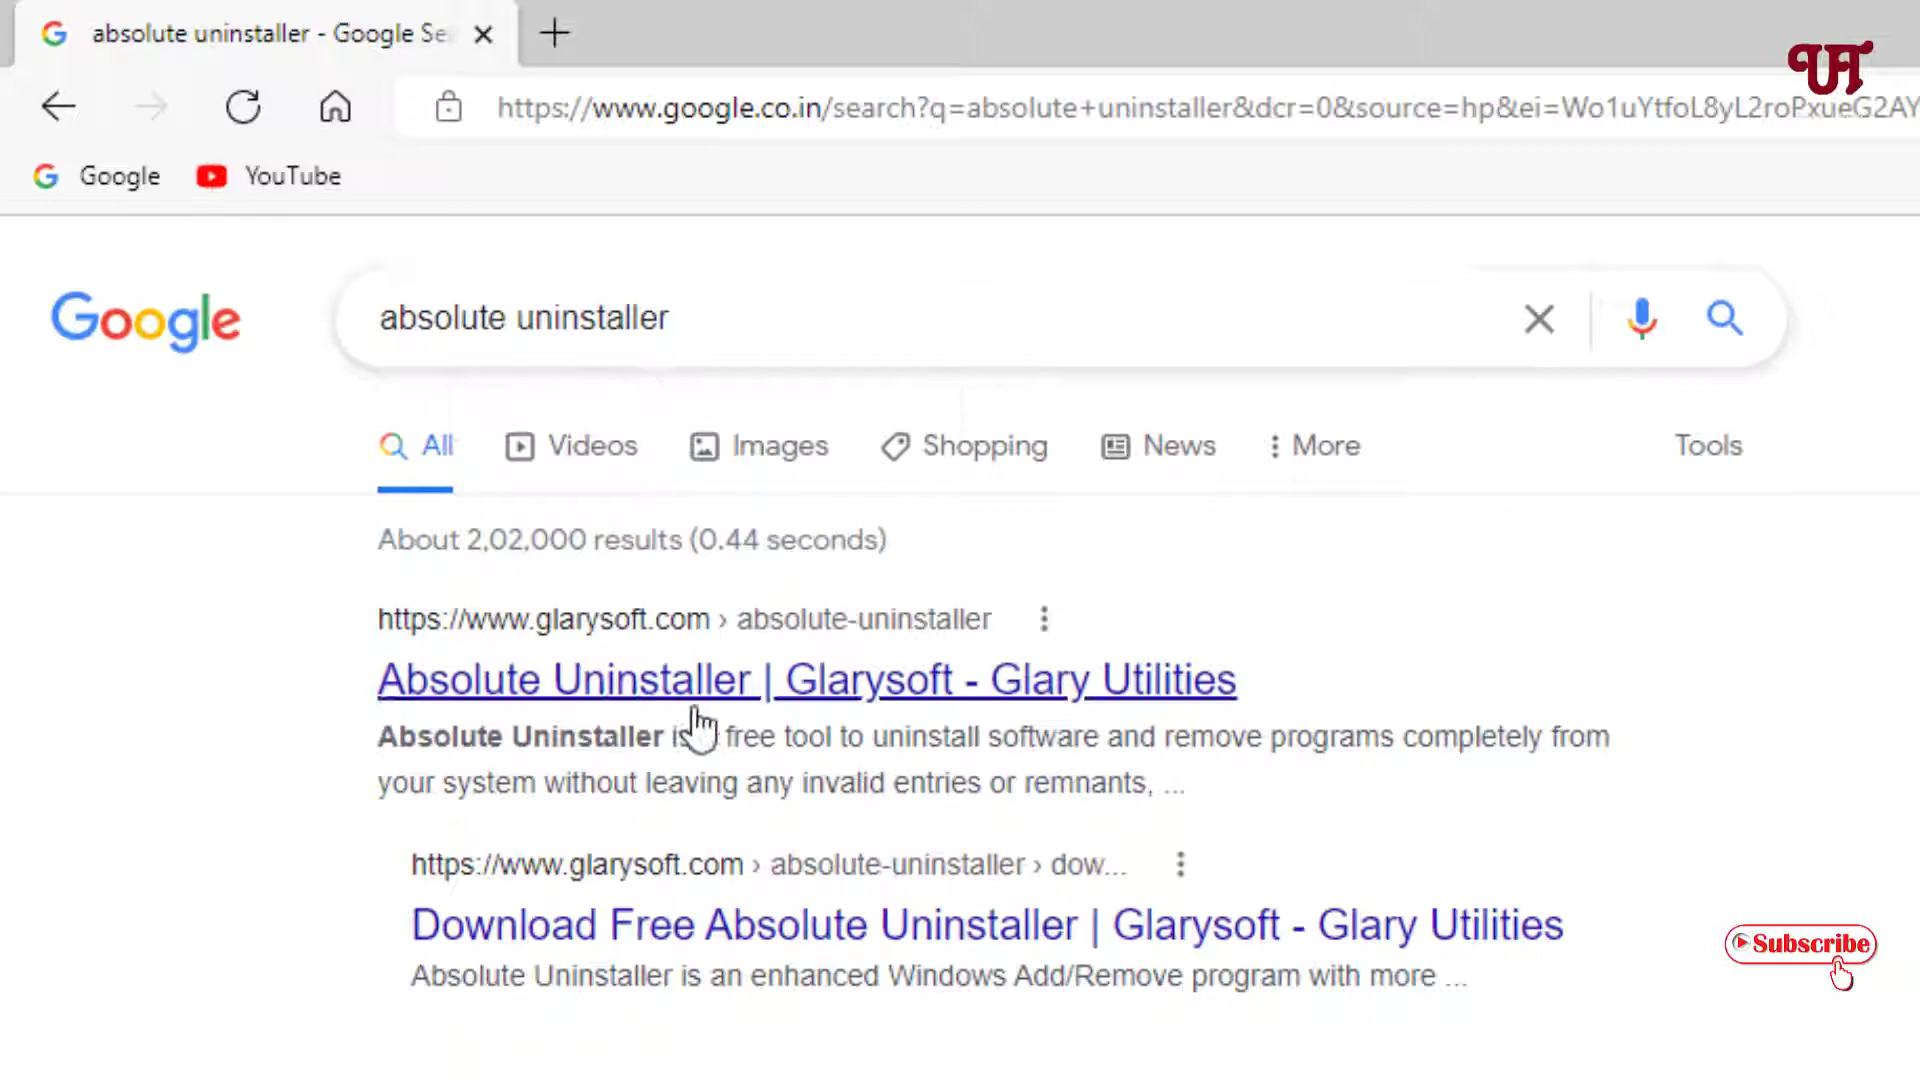 absolute uninstaller - Google Se
UT
https://www.google.co.in/search?q=absolute+uninstaller&dcr=0&source=hp&ei=Wo1uYtfoL8yL2roPxueG2AY
Google YouTube
Google absolute uninstaller
All Videos Images Shopping News More Tools
About 2,02,000 results (0.44 seconds)
https://www.glarysoft.com › absolute-uninstaller
Absolute Uninstaller | Glarysoft - Glary Utilities
Absolute Uninstaller is free tool to uninstall software and remove programs completely from
your system without leaving any invalid entries or remnants, ...
https://www.glarysoft.com › absolute-uninstaller › dow...
Download Free Absolute Uninstaller | Glarysoft - Glary Utilities
Subscribe
Absolute Uninstaller is an enhanced Windows Add/Remove program with more ...